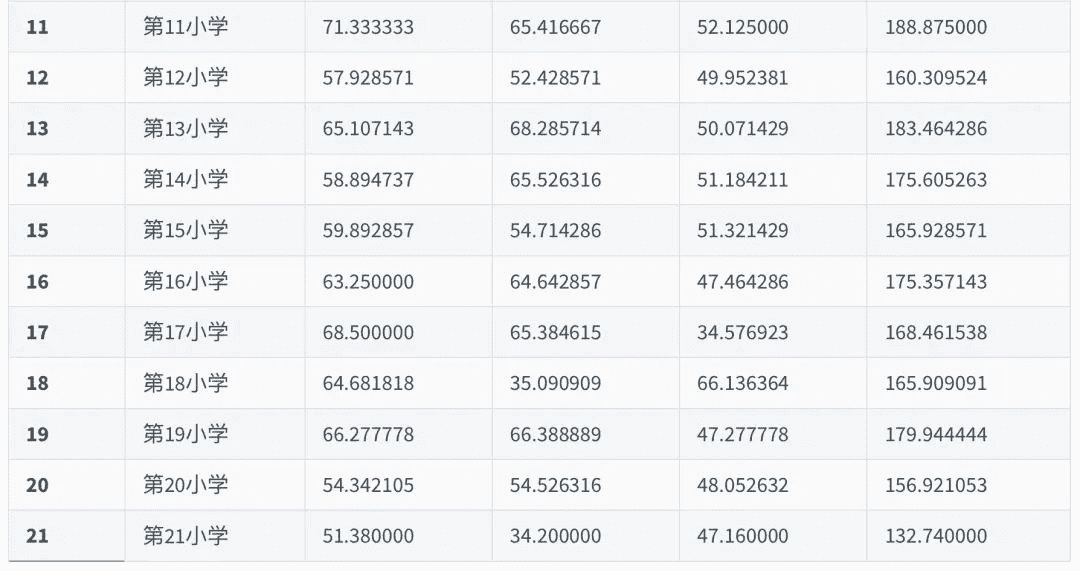 11 第11小学 71.333333 65.416667 52.125000 188.875000
12 第12小学 57.928571 52.428571 49.952381 160.309524
13 第13小学 65.107143 68.285714 50.071429 183.464286
14 第14小学 58.894737 65.526316 51.184211 175.605263
15 第15小学 59.892857 54.714286 51.321429 165.928571
16 第16小学 63.250000 64.642857 47.464286 175.357143
17 第17小学 68.500000 65.384615 34.576923 168.461538
18 第18小学 64.681818 35.090909 66.136364 165.909091
19 第19小学 66.277778 66.388889 47.277778 179.944444
20 第20小学 54.342105 54.526316 48.052632 156.921053
21 第21小学 51.380000 34.200000 47.160000 132.740000